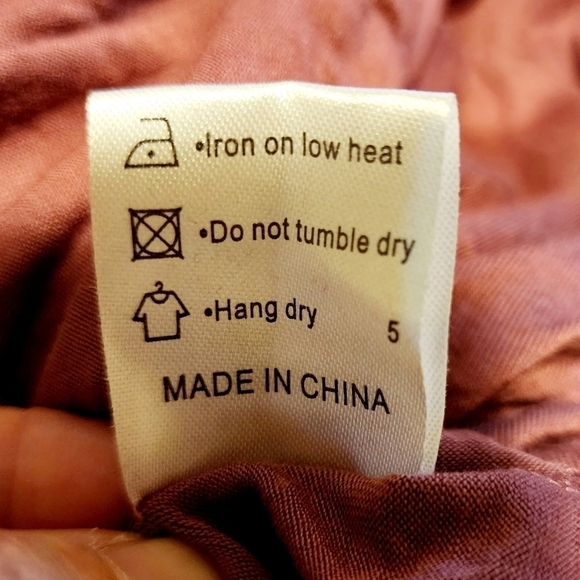 •Iron on low heat
•Do not tumble dry
•Hang dry 5
MADE IN CHINA